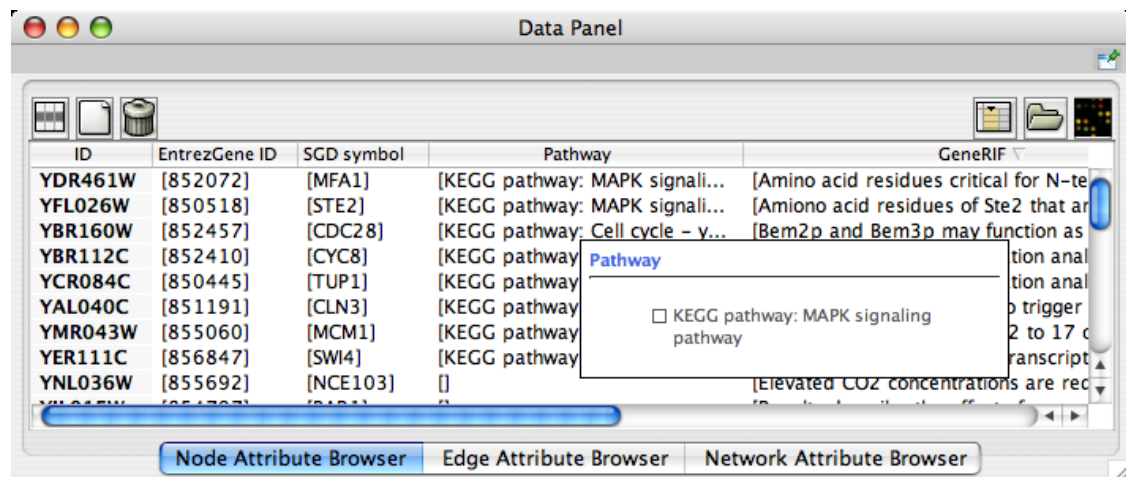 Data Panel
ID EntrezGene ID SGD symbol Pathway GeneRIF
YDR461W [852072] [MFA1] [KEGG pathway: MAPK signali... [Amino acid residues critical for N-te
YFL026W [850518] [STE2] [KEGG pathway: MAPK signali... [Amiono acid residues of Ste2 that ar
YBR160W [852457] [CDC28] [KEGG pathway: Cell cycle – y... [Bem2p and Bem3p may function as
YBR112C [852410] [CYC8] [KEGG pathway tion anal
YCR084C [850445] [TUP1] [KEGG pathway tion anal
YAL040C [851191] [CLN3] [KEGG pathway trigger
YMR043W [855060] [MCM1] [KEGG pathway 2 to 17
YER111C [856847] [SWI4] [KEGG pathway ranscript
YNL036W [855692] [NCE103] [] [Elevated CO2 concentrations are rec
Pathway
KEGG pathway: MAPK signaling
pathway
Node Attribute Browser Edge Attribute Browser Network Attribute Browser